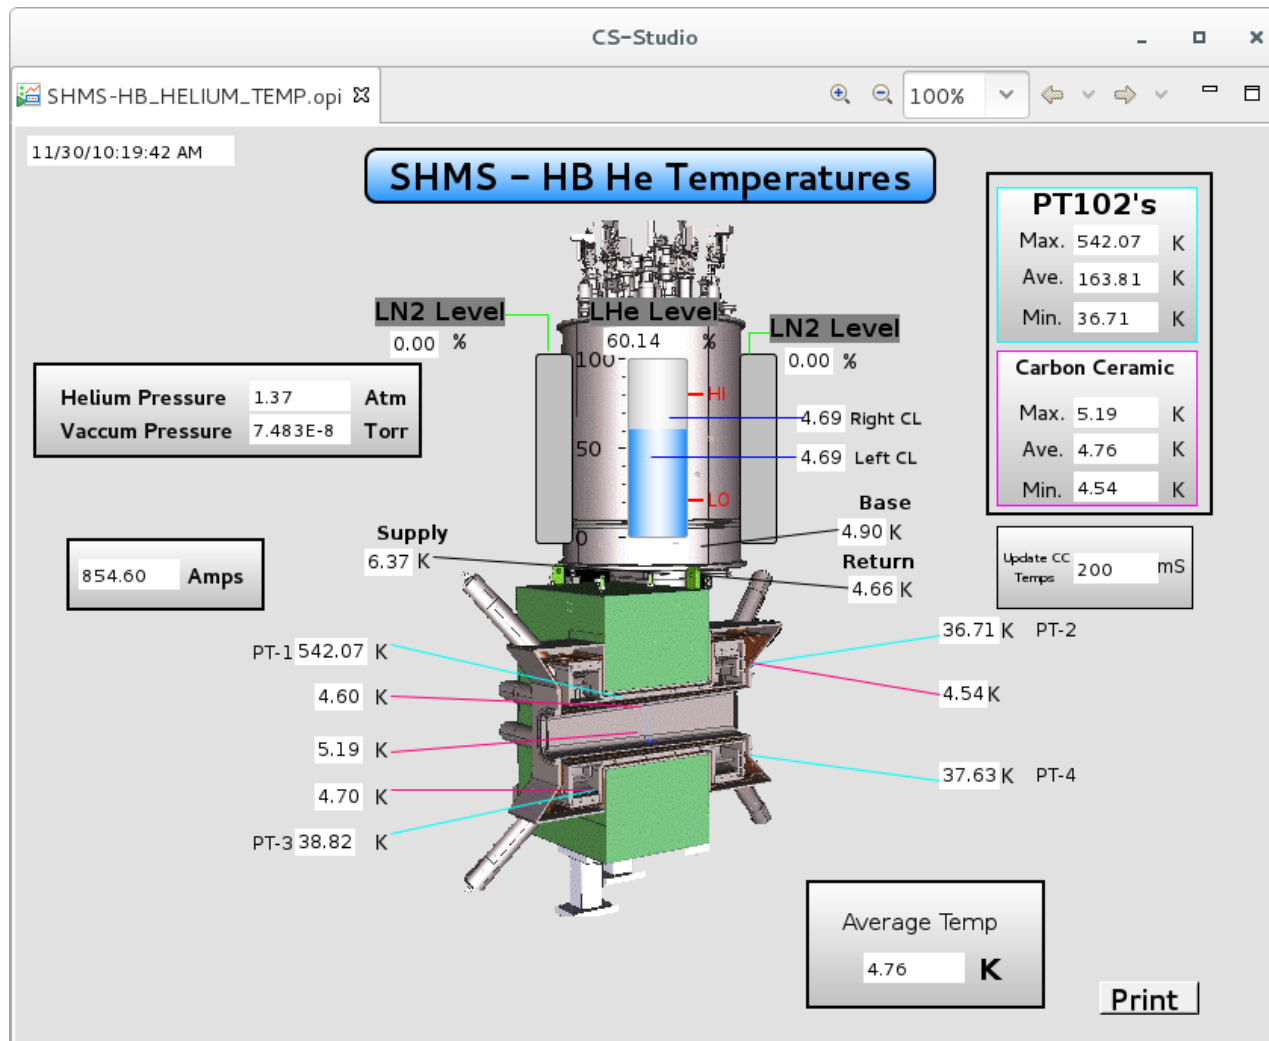 CS-Studio
SHMS-HB_HELIUM_TEMP.opi
100%
11/30/10:19:42 AM
SHMS - HB He Temperatures
PT102's
Max. 542.07 K
Ave. 163.81 K
Min. 36.71 K
Carbon Ceramic
Max. 5.19 K
Ave. 4.76 K
Min. 4.54 K
Update CC Temps 200 mS
LN2 Level
0.00 %
LHe Level
60.14 %
LN2 Level
0.00 %
100
50
0
HI
LO
Helium Pressure 1.37 Atm
Vaccum Pressure 7.483E-8 Torr
4.69 Right CL
4.69 Left CL
Base
4.90 K
Supply
6.37 K
Return
4.66 K
854.60 Amps
PT-1 542.07 K
36.71 K PT-2
4.60 K
4.54 K
5.19 K
37.63 K PT-4
4.70 K
PT-3 38.82 K
Average Temp
4.76 K
Print